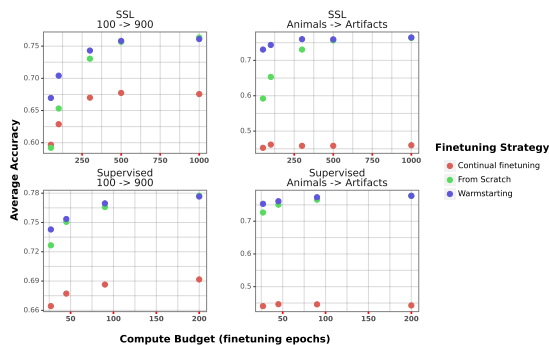 SSL
100 -> 900
SSL
Animals -> Artifacts
0.75
0.70
0.65
0.60
250
500
750
1000
0.7
0.6
0.5
250
500
750
1000
Supervised
100 -> 900
Supervised
Animals -> Artifacts
0.78
0.75
0.72
0.69
0.66
50
100
150
200
0.7
0.6
0.5
50
100
150
200
Average Accuracy
Compute Budget (finetuning epochs)
Finetuning Strategy
Continual finetuning
From Scratch
Warmstarting